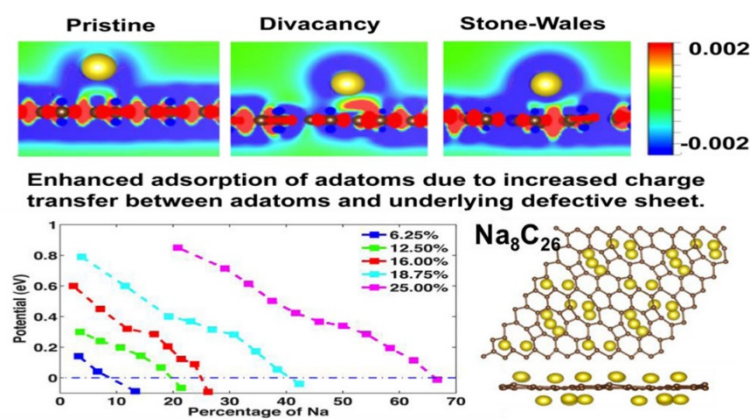 Pristine Divacancy Stone-Wales
0.002
-0.002
Enhanced adsorption of adatoms due to increased charge
transfer between adatoms and underlying defective sheet.
1
0.8
0.6
0.4
0.2
0
Potential (eV)
6.25%
12.50%
16.00%
18.75%
25.00%
0 10 20 30 40 50 60 70
Percentage of Na
Na₈C₂₆